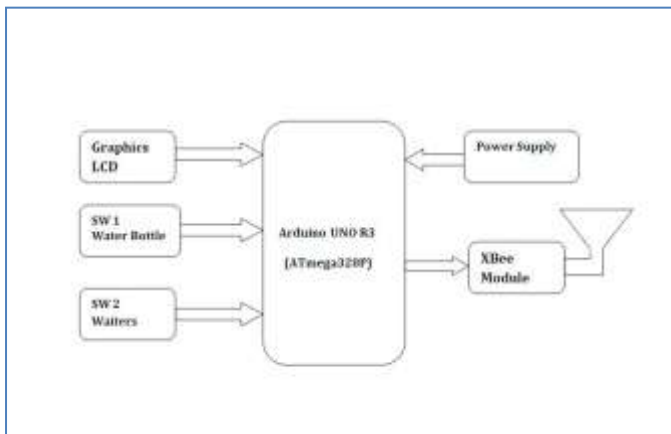 Graphics
LCD
SW 1
Water Bottle
SW 2
Waiters
Arduino UNO R3
(ATmega328P)
Power Supply
XBee
Module